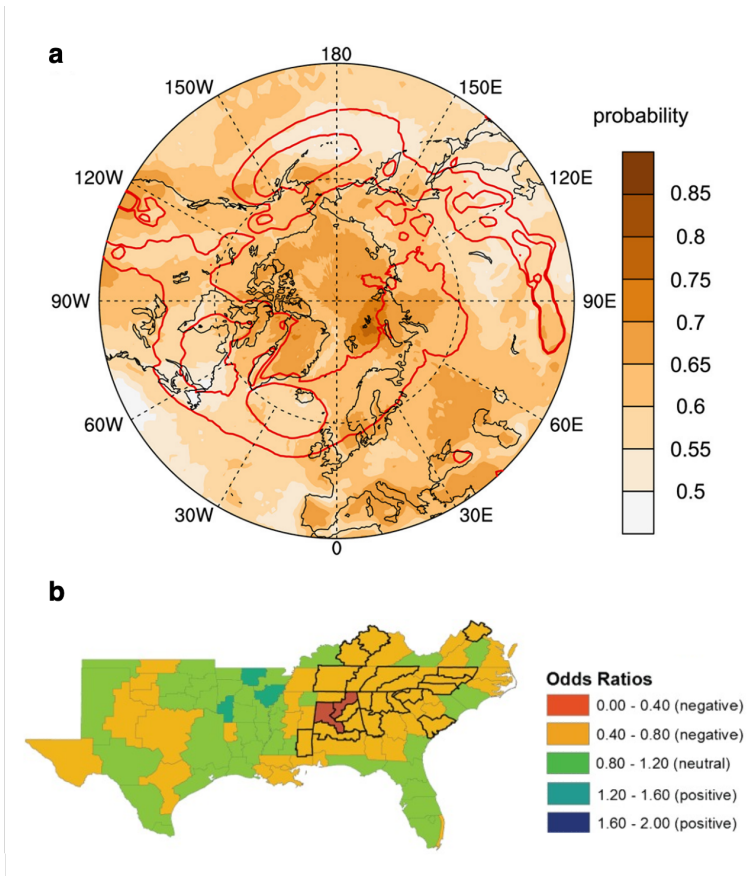 a
180
150W
150E
probability
120W
120E
0.85
0.8
0.75
90W
90E
0.7
0.65
0.6
60W
60E
0.55
0.5
30W
30E
0
b
Odds Ratios
0.00 - 0.40 (negative)
0.40 - 0.80 (negative)
0.80 - 1.20 (neutral)
1.20 - 1.60 (positive)
1.60 - 2.00 (positive)